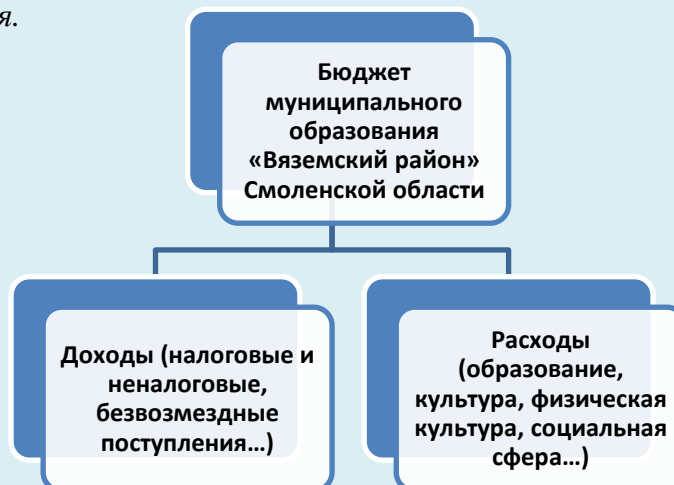 я.
Бюджет
муниципального
образования
«Вяземский район»
Смоленской области
Доходы (налоговые и
неналоговые,
безвозмездные
поступления…)
Расходы
(образование,
культура, физическая
культура, социальная
сфера…)